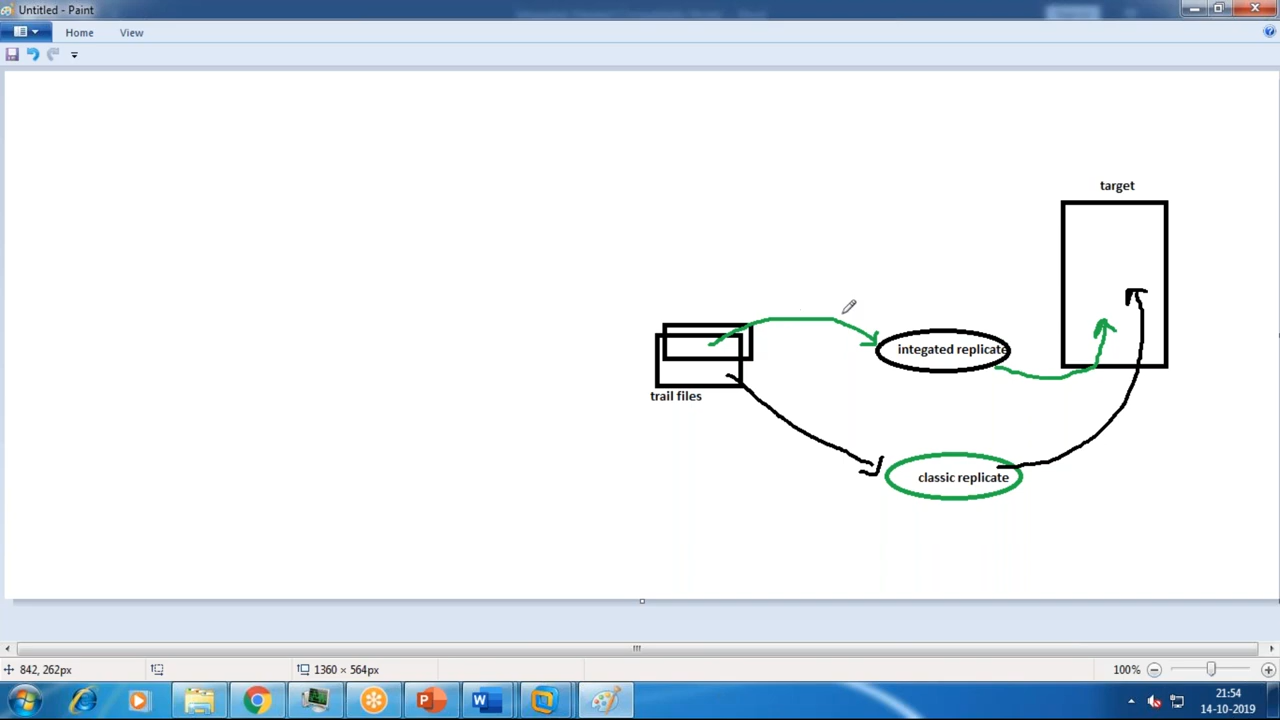 Untitled - Paint
Home View
target
integated replicate
trail files
classic replicate
842, 262px
1360 × 564px
100%
21:54
14-10-2019